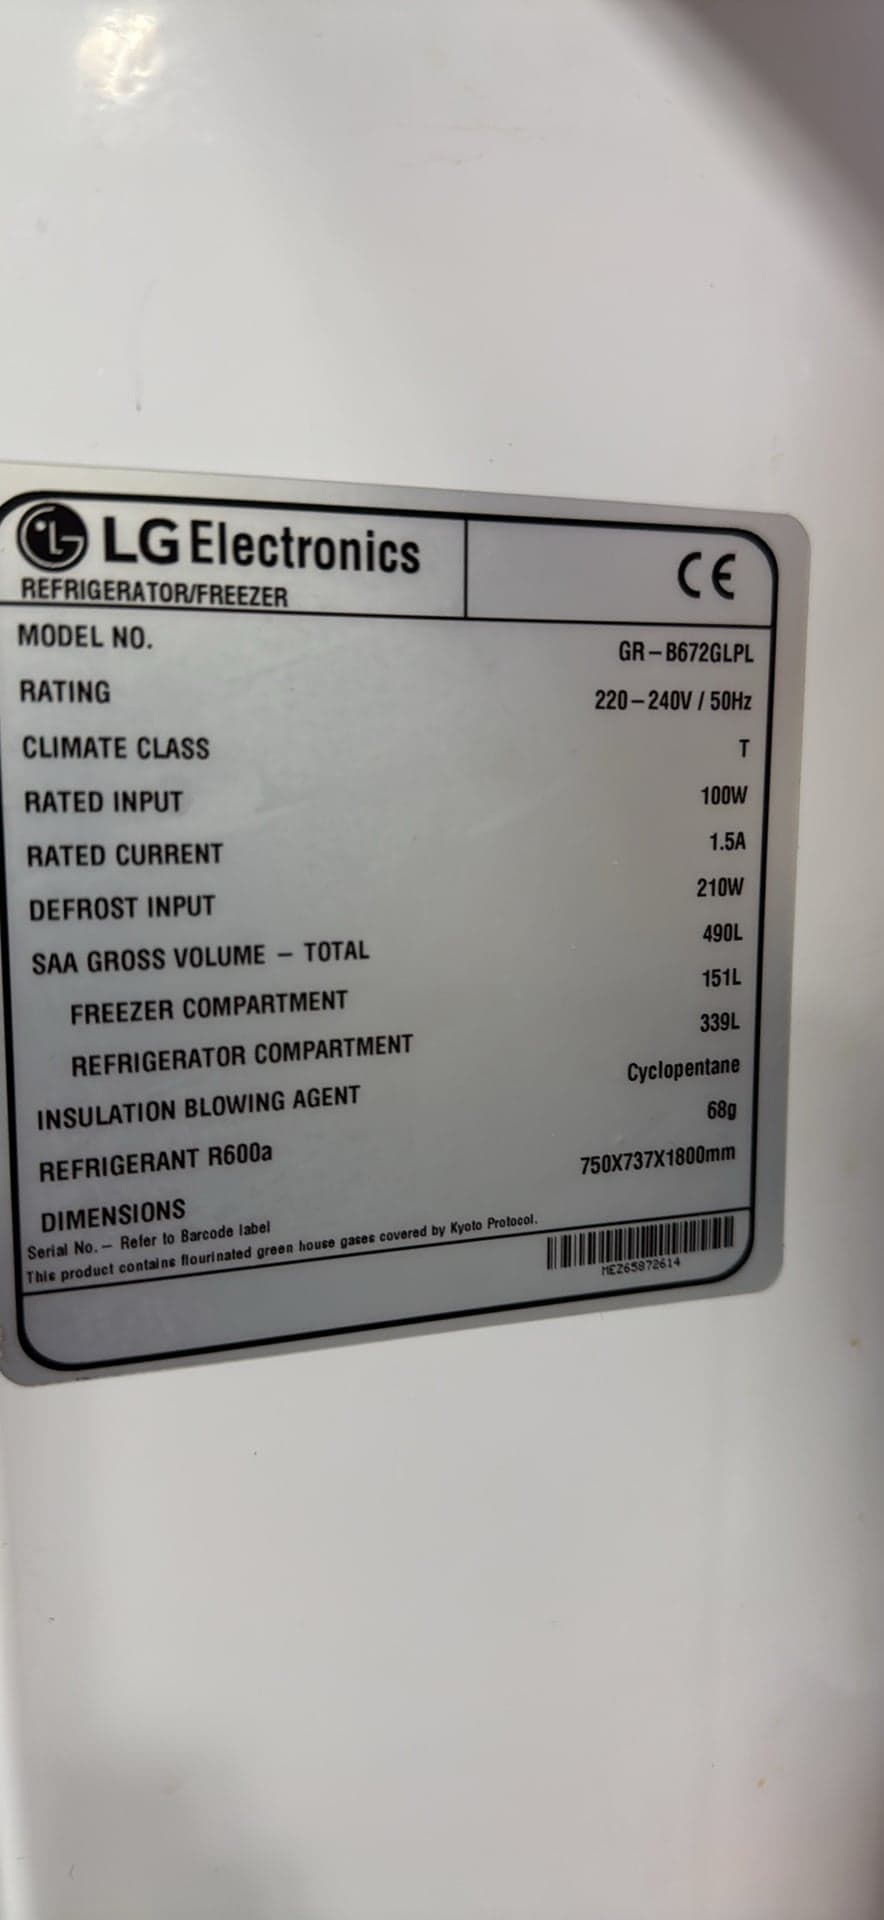 LG LG Electronics CE
REFRIGERATOR/FREEZER
MODEL NO. GR-B672GLPL
RATING 220-240V / 50Hz
CLIMATE CLASS T
RATED INPUT 100W
RATED CURRENT 1.5A
DEFROST INPUT 210W
SAA GROSS VOLUME - TOTAL 490L
FREEZER COMPARTMENT 151L
REFRIGERATOR COMPARTMENT 339L
INSULATION BLOWING AGENT Cyclopentane
REFRIGERANT R600a 68g
DIMENSIONS 750X737X1800mm
Serial No. - Refer to Barcode label
This product contains flourinated green house gases covered by Kyoto Protocol.
MEZ65872614